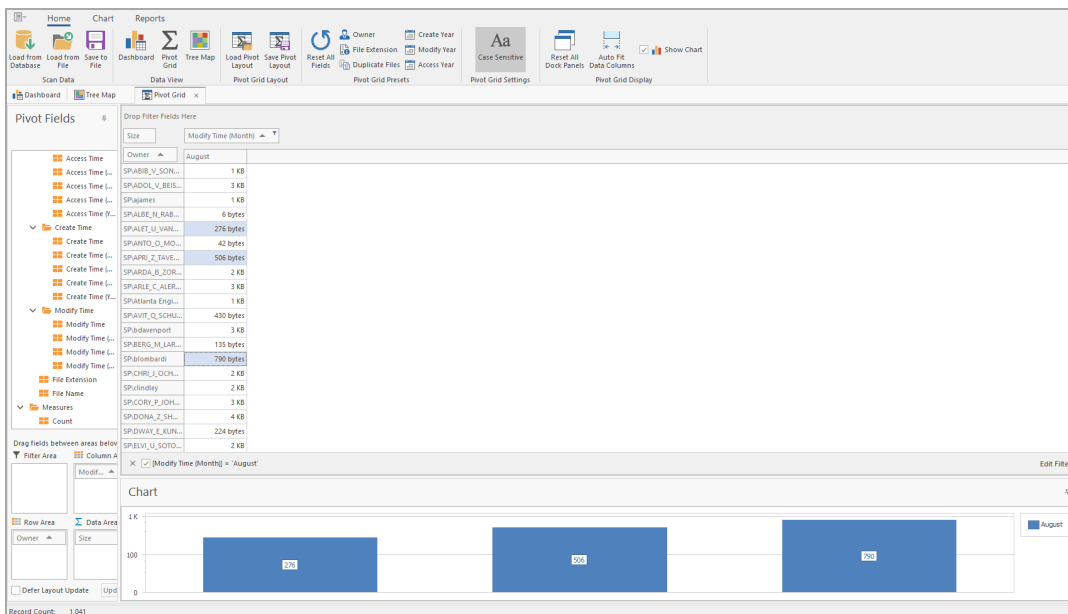 Home Chart Reports
Load from Database
Load from File
Save to File
Scan Data
Dashboard
Pivot Grid
Tree Map
Data View
Load Pivot Layout
Save Pivot Layout
Pivot Grid Layout
Reset All Fields
Owner
File Extension
Duplicate Files
Create Year
Modify Year
Access Year
Pivot Grid Presets
Aa
Case Sensitive
Pivot Grid Settings
Reset All Dock Panels
Auto Fit Data Columns
Show Chart
Pivot Grid Display
Dashboard Tree Map Pivot Grid ×
Pivot Fields
Access Time
Access Time (...
Access Time (...
Access Time (...
Access Time (Y...
Create Time
Create Time
Create Time (...
Create Time (...
Create Time (...
Create Time (Y...
Modify Time
Modify Time
Modify Time (...
Modify Time (...
Modify Time (...
File Extension
File Name
Measures
Count
Drag fields between areas below
Filter Area
Column A
Modif...
Row Area
Data Area
Owner
Size
Defer Layout Update
Upd
Drop Filter Fields Here
Size Modify Time (Month)
Owner August
SP\ABIB_V_SON... 1 KB
SP\ADOL_V_BEIS... 3 KB
SP\ajames 1 KB
SP\ALBE_N_RAB... 6 bytes
SP\ALET_U_VAN... 276 bytes
SP\ANTO_O_MO... 42 bytes
SP\APRI_Z_TAVE... 506 bytes
SP\ARDA_B_ZOR... 2 KB
SP\ARLE_C_ALER... 3 KB
SP\Atlanta Engi... 1 KB
SP\AVIT_Q_SCHU... 430 bytes
SP\bdavenport 3 KB
SP\BERG_M_LAR... 135 bytes
SP\blombardi 790 bytes
SP\CHRI_J_OCH... 2 KB
SP\clindley 2 KB
SP\CORY_P_JOH... 3 KB
SP\DONA_Z_SH... 4 KB
SP\DWAY_E_KUN... 224 bytes
SP\ELVI_U_SOTO... 2 KB
× [Modify Time (Month)] = 'August' Edit Filte
Chart
1 K
100
0
276
506
790
August
Record Count: 1,041